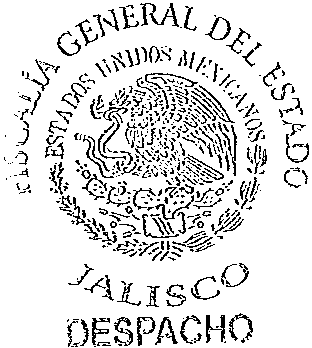 FISCALÍA GENERAL DEL ESTADO
ESTADOS UNIDOS MEXICANOS
JALISCO
DESPACHO